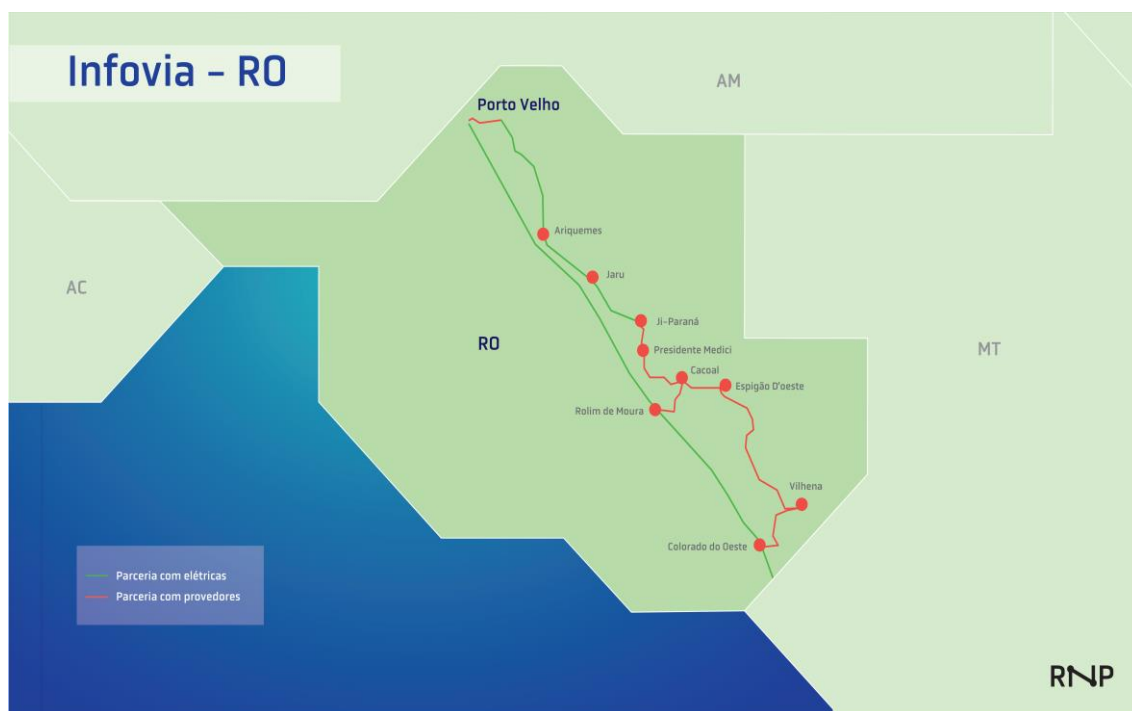 Infovia – RO
AM
Porto Velho
Ariquemes
Jaru
AC
Ji-Paraná
RO
Presidente Medici
MT
Cacoal
Espigão D'oeste
Rolim de Moura
Vilhena
Colorado do Oeste
Parceria com elétricas
Parceria com provedores
RNP